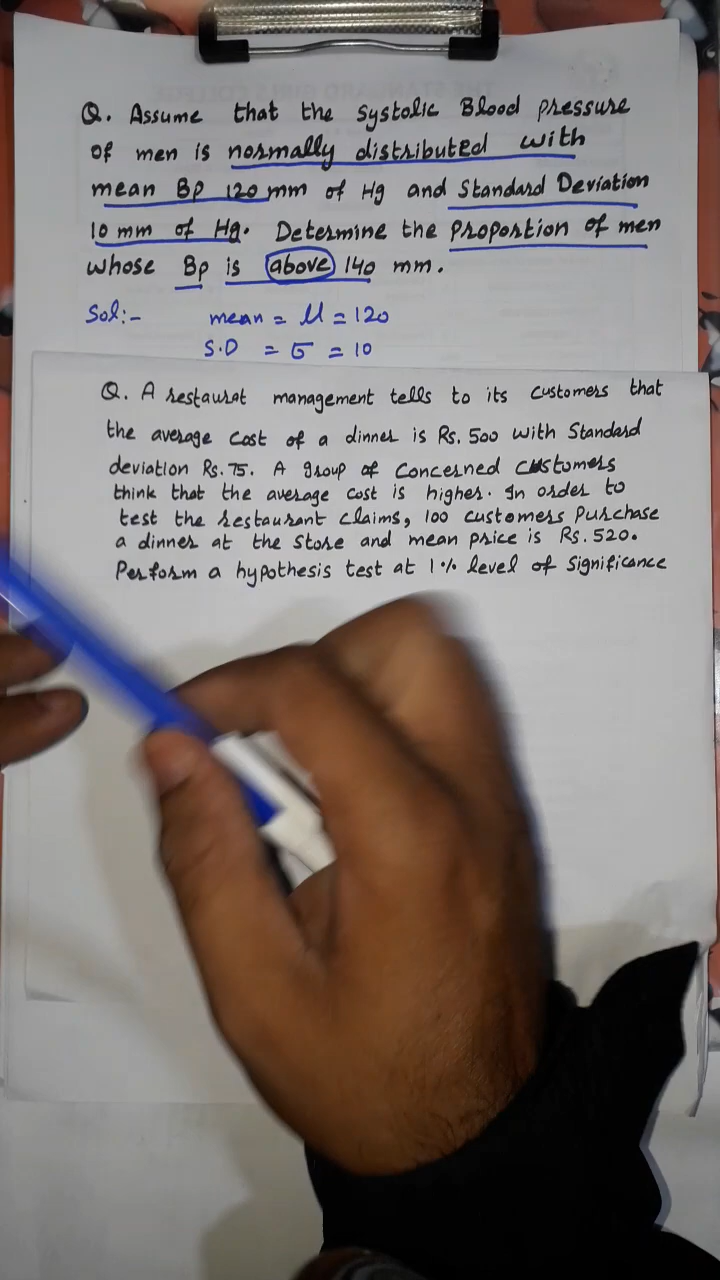 Q. Assume that the systolic Blood pressure
of men is normally distributed with
mean Bp 120 mm of Hg and Standard Deviation
10 mm of Hg. Determine the proportion of men
whose Bp is above 140 mm.
Sol:- mean = μ = 120
S.D = σ = 10
Q. A restaurat management tells to its customers that
the average cost of a dinner is Rs. 500 with Standard
deviation Rs. 75. A group of Concerned customers
think that the average cost is higher. In order to
test the restaurant claims, 100 customers Purchase
a dinner at the store and mean price is Rs. 520.
Perform a hypothesis test at 1% level of Significance